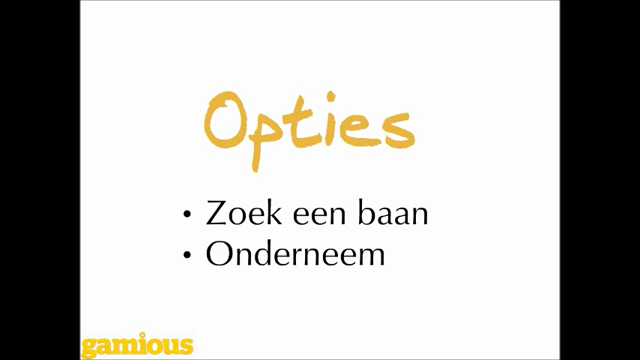 Opties
• Zoek een baan
• Onderneem
gamious